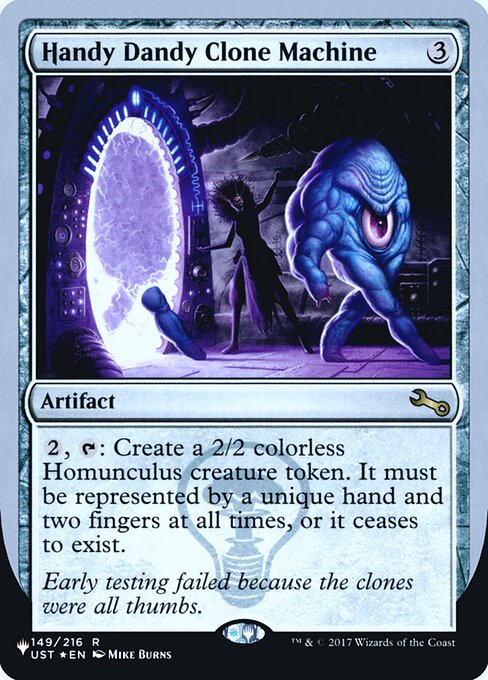 Handy Dandy Clone Machine 3
Artifact
2, T: Create a 2/2 colorless
Homunculus creature token. It must
be represented by a unique hand and
two fingers at all times, or it ceases
to exist.
Early testing failed because the clones
were all thumbs.
149/216 R
UST ★ EN Mike Burns
™ & © 2017 Wizards of the Coast